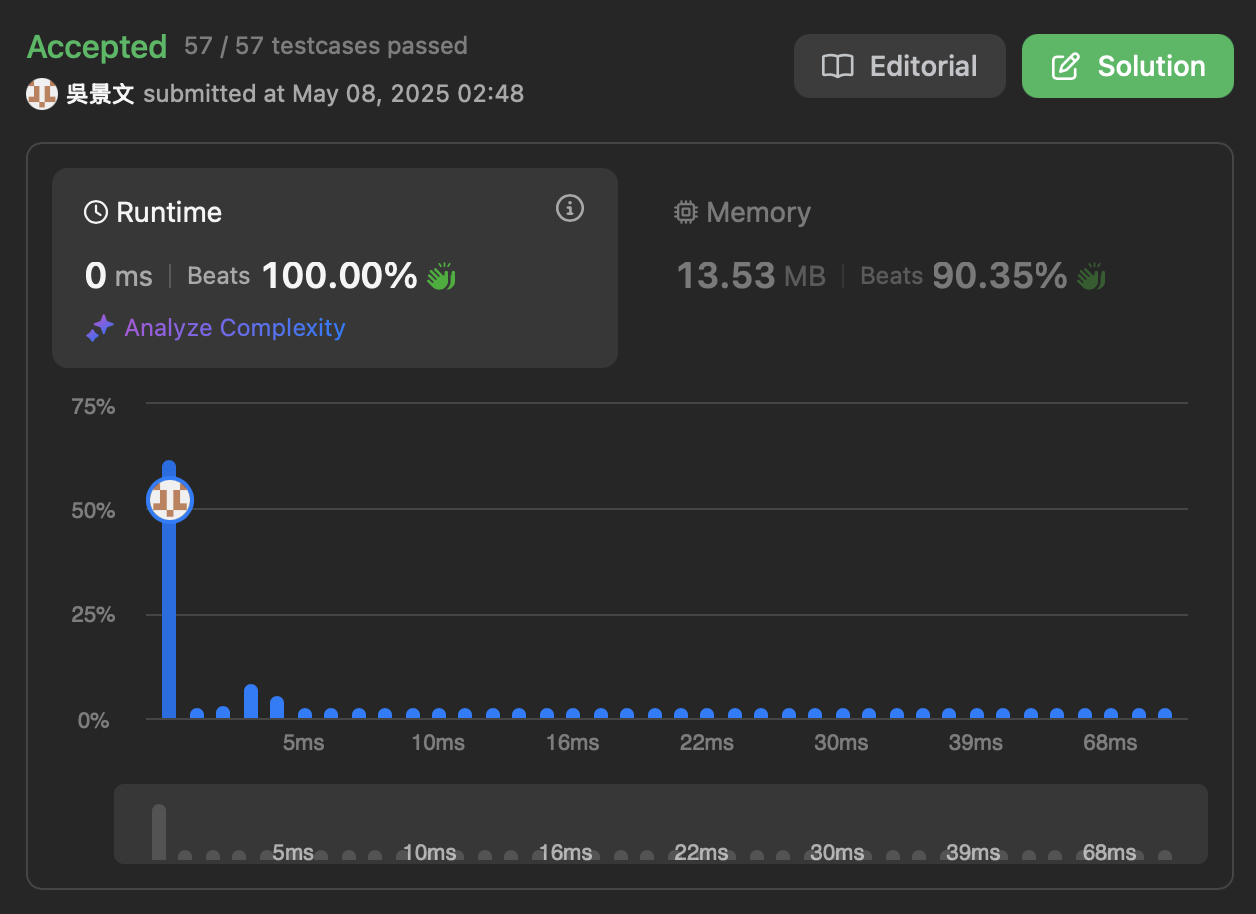 Accepted 57 / 57 testcases passed
Editorial
Solution
吳景文 submitted at May 08, 2025 02:48
Runtime
0 ms | Beats 100.00%
Analyze Complexity
Memory
13.53 MB | Beats 90.35%
75%
50%
25%
0%
5ms 10ms 16ms 22ms 30ms 39ms 68ms
5ms 10ms 16ms 22ms 30ms 39ms 68ms